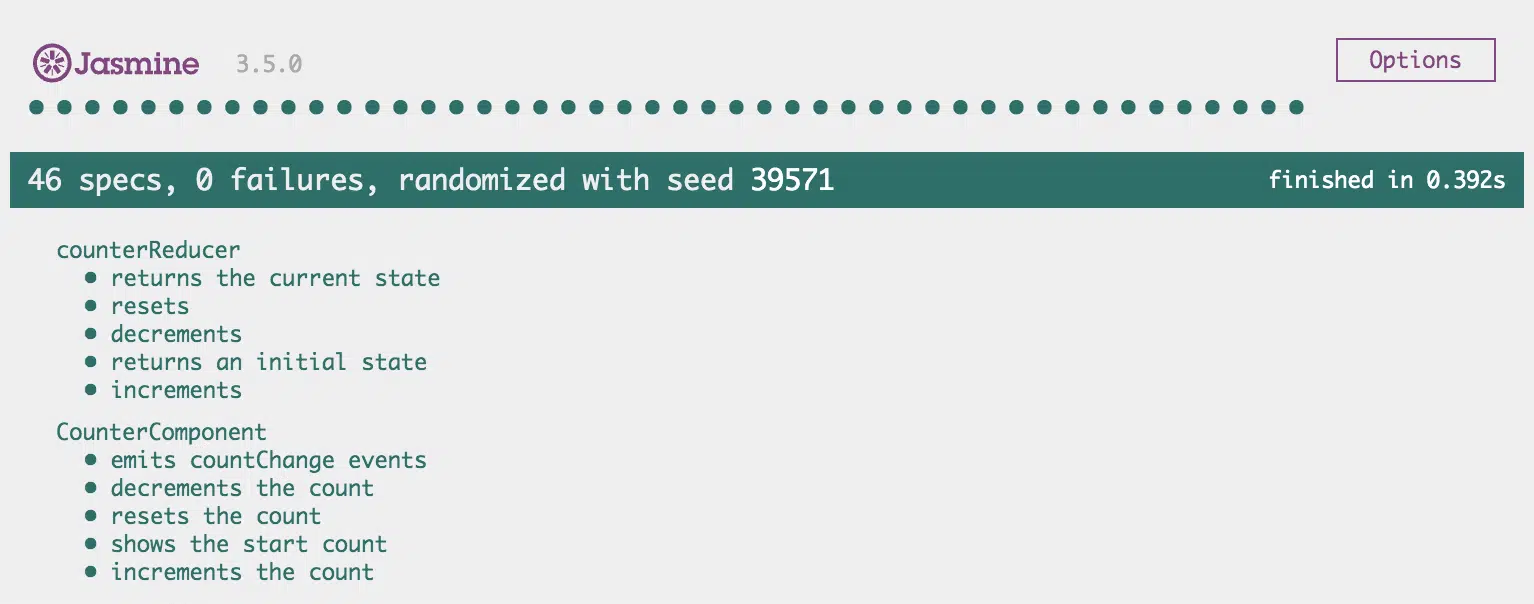 Jasmine 3.5.0 Options
46 specs, 0 failures, randomized with seed 39571 finished in 0.392s
counterReducer
returns the current state
resets
decrements
returns an initial state
increments
CounterComponent
emits countChange events
decrements the count
resets the count
shows the start count
increments the count